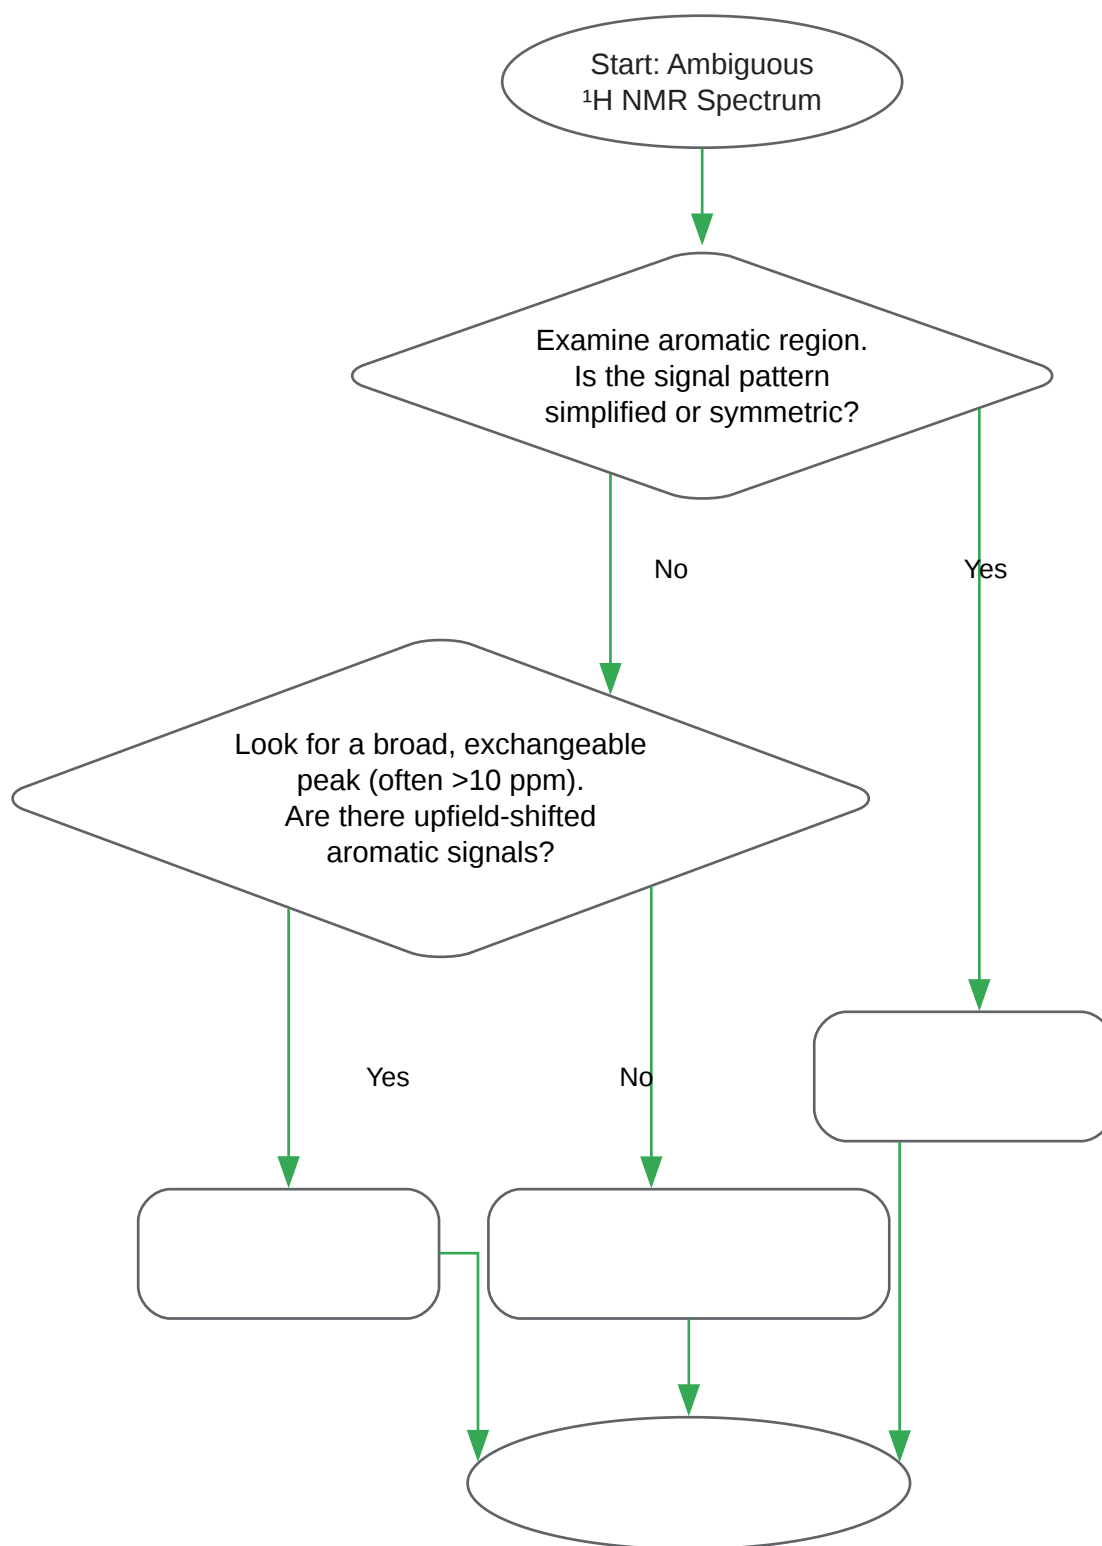 Start: Ambiguous
¹H NMR Spectrum
Examine aromatic region.
Is the signal pattern
simplified or symmetric?
No
Yes
Look for a broad, exchangeable
peak (often >10 ppm).
Are there upfield-shifted
aromatic signals?
Yes
No